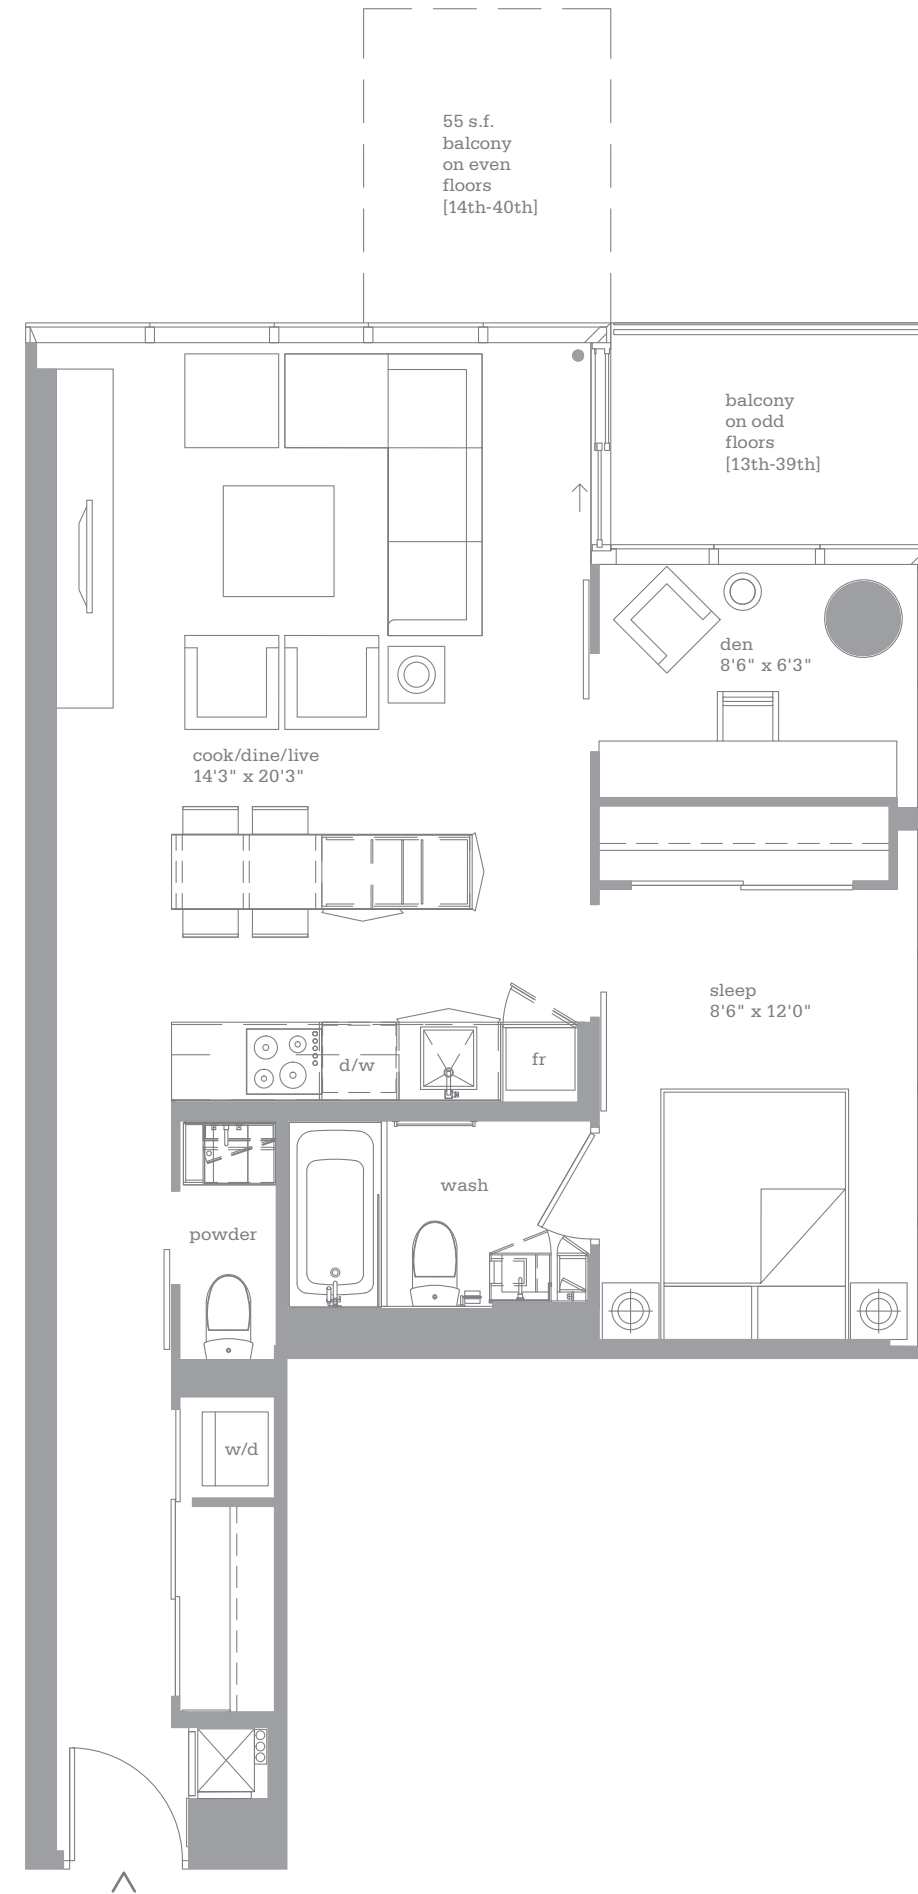 55 s.f.
balcony
on even
floors
[14th-40th]
balcony
on odd
floors
[13th-39th]
den
8'6" x 6'3"
cook/dine/live
14'3" x 20'3"
sleep
8'6" x 12'0"
d/w
fr
wash
powder
w/d